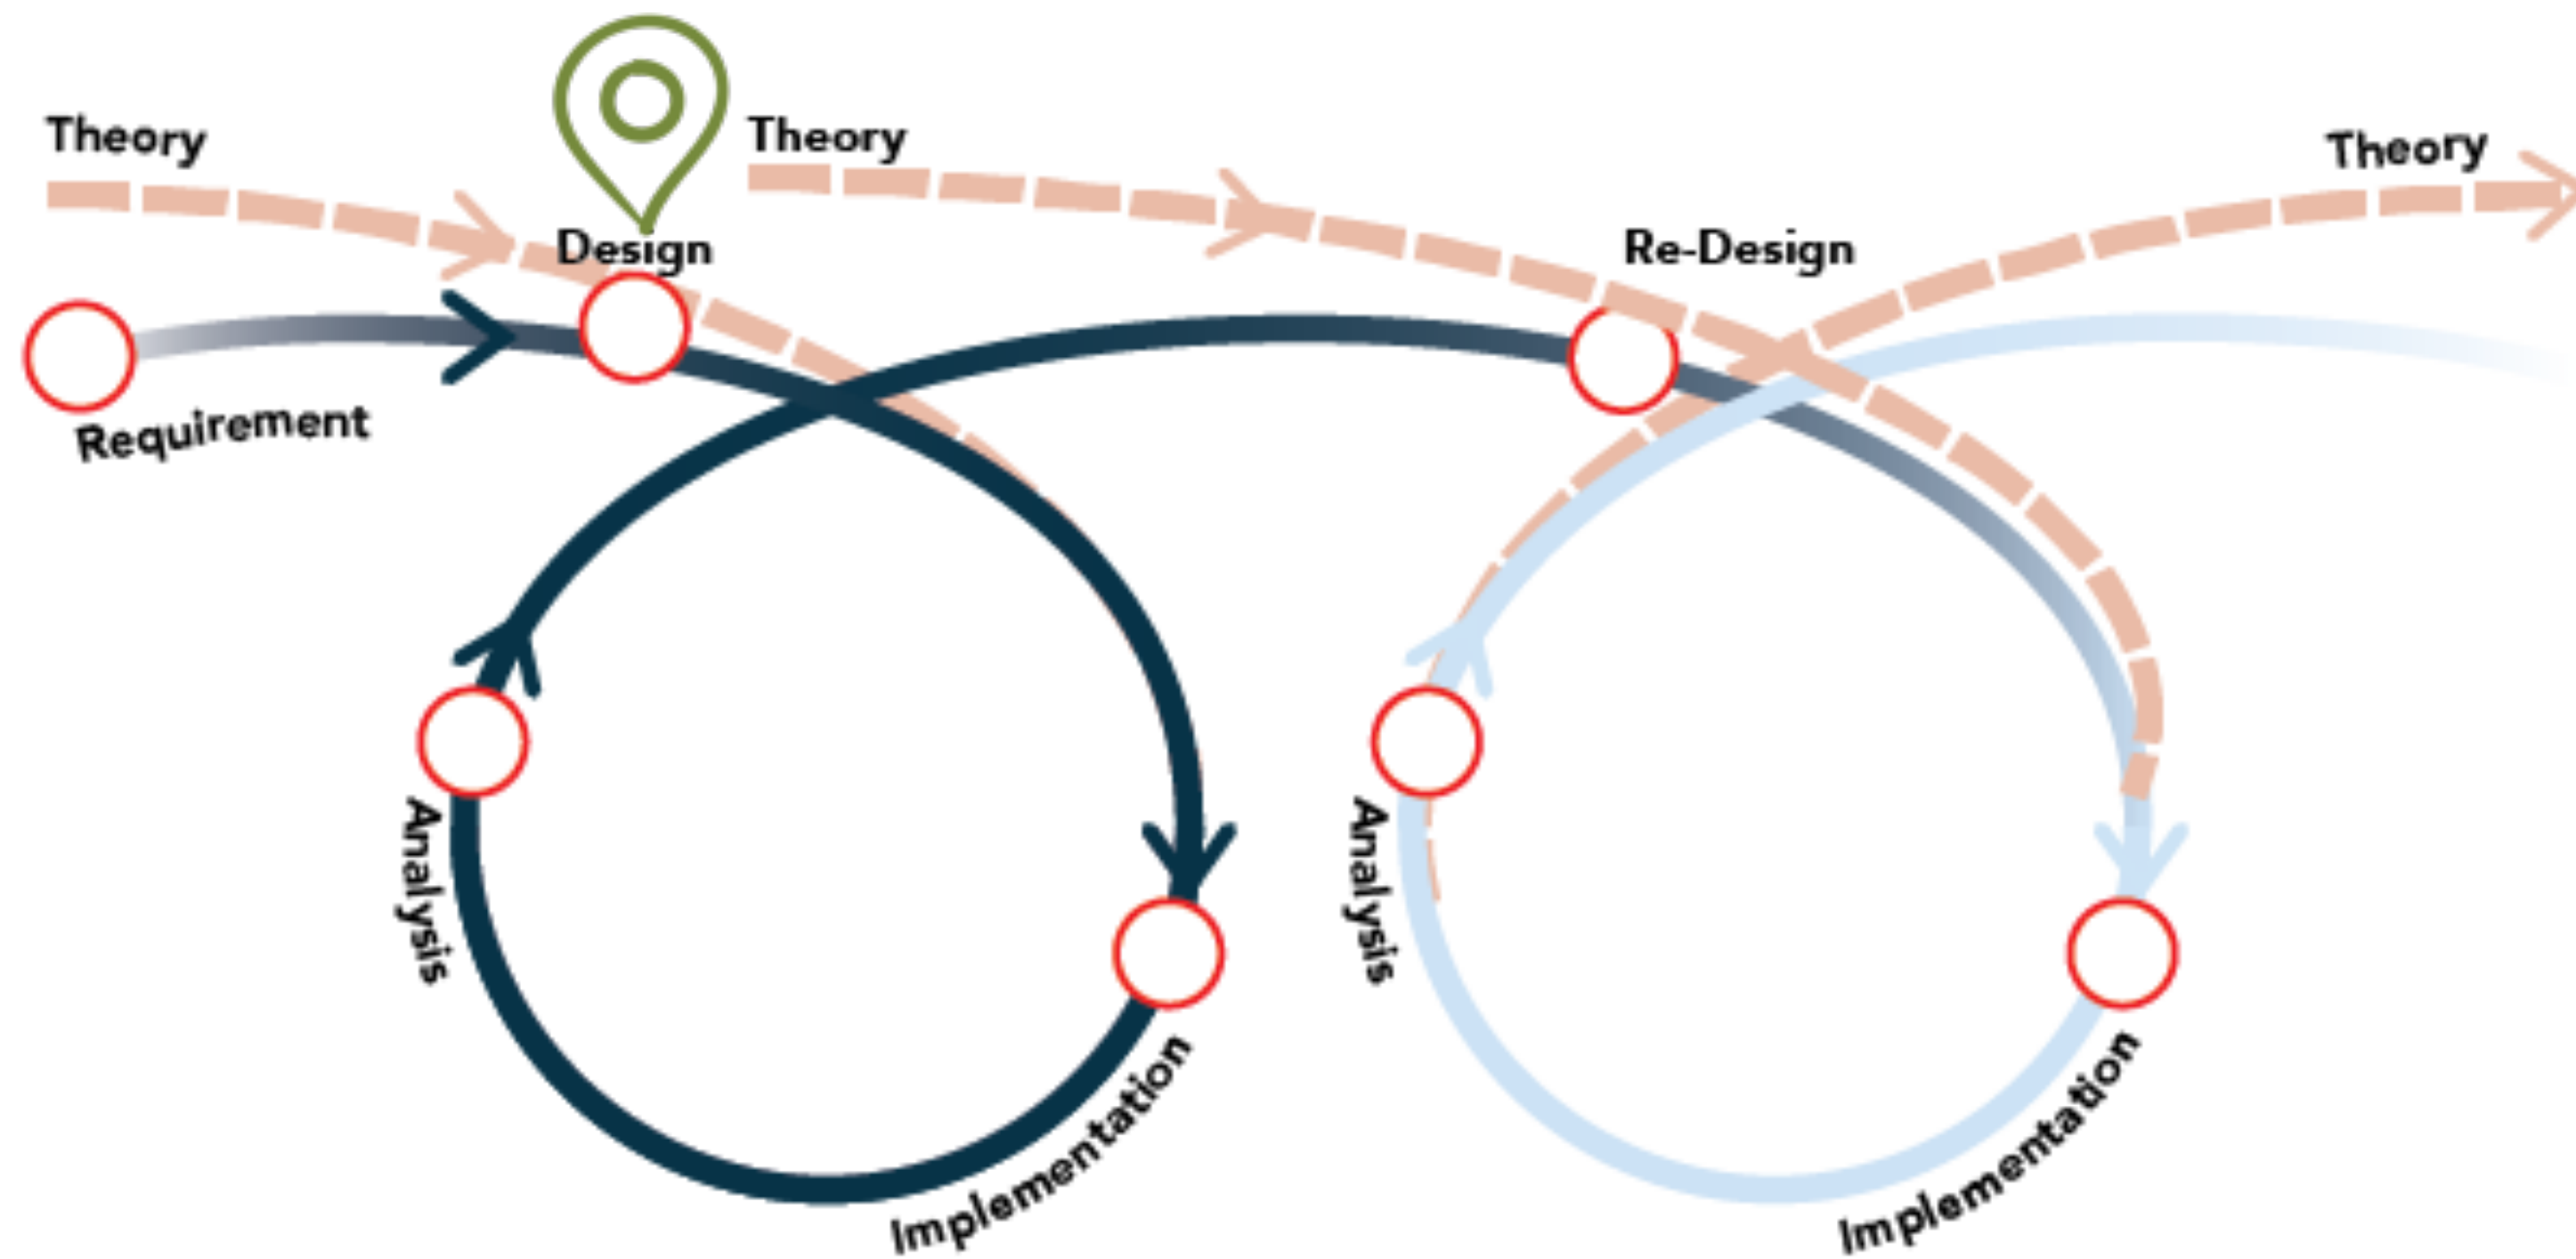 Theory
Theory
Theory
Design
Re-Design
Requirement
Analysis
Analysis
Implementation
Implementation